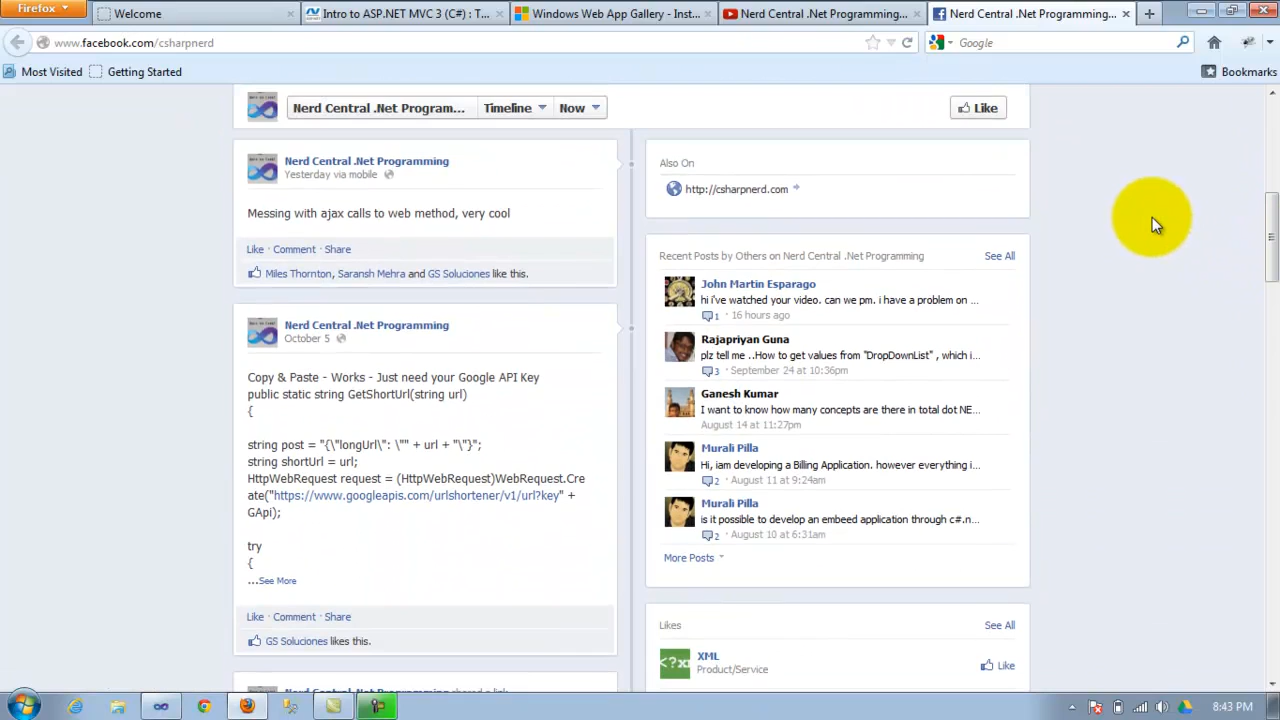 Firefox
Welcome
Intro to ASP.NET MVC 3 (C#) : T...
Windows Web App Gallery - Inst...
Nerd Central .Net Programming...
Nerd Central .Net Programming...
www.facebook.com/csharpnerd
Google
Most Visited
Getting Started
Bookmarks
Nerd Central .Net Program...
Timeline
Now
Like
Nerd Central .Net Programming
Yesterday via mobile
Messing with ajax calls to web method, very cool
Like · Comment · Share
Miles Thornton, Saransh Mehra and GS Soluciones like this.
Nerd Central .Net Programming
October 5
Copy & Paste - Works - Just need your Google API Key
public static string GetShortUrl(string url)
{
string post = "{\"longUrl\": \"" + url + "\"}";
string shortUrl = url;
HttpWebRequest request = (HttpWebRequest)WebRequest.Cre
ate("https://www.googleapis.com/urlshortener/v1/url?key" +
GApi);
try
{
...See More
Like · Comment · Share
GS Soluciones likes this.
Nerd Central .Net Programming shared a link
Also On
http://csharpnerd.com
Recent Posts by Others on Nerd Central .Net Programming
See All
John Martin Esparago
hi i've watched your video. can we pm. i have a problem on ...
1 · 16 hours ago
Rajapriyan Guna
plz tell me ..How to get values from "DropDownList" , which i...
3 · September 24 at 10:36pm
Ganesh Kumar
I want to know how many concepts are there in total dot NE...
August 14 at 11:27pm
Murali Pilla
Hi, iam developing a Billing Application. however everything i...
2 · August 11 at 9:24am
Murali Pilla
is it possible to develop an embeed application through c#.n...
2 · August 10 at 6:31am
More Posts
Likes
See All
<?xm
XML
Product/Service
Like
8:43 PM